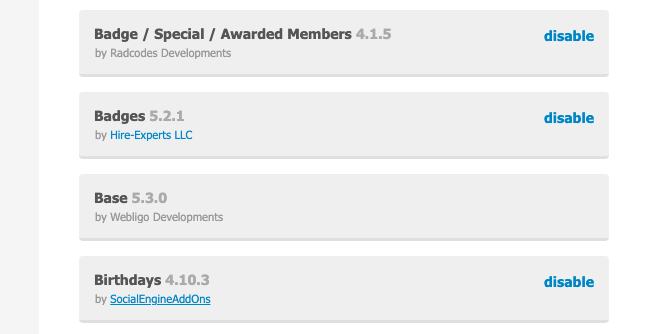 Badge / Special / Awarded Members 4.1.5 disable
by Radcodes Developments
Badges 5.2.1 disable
by Hire-Experts LLC
Base 5.3.0
by Webligo Developments
Birthdays 4.10.3 disable
by SocialEngineAddOns